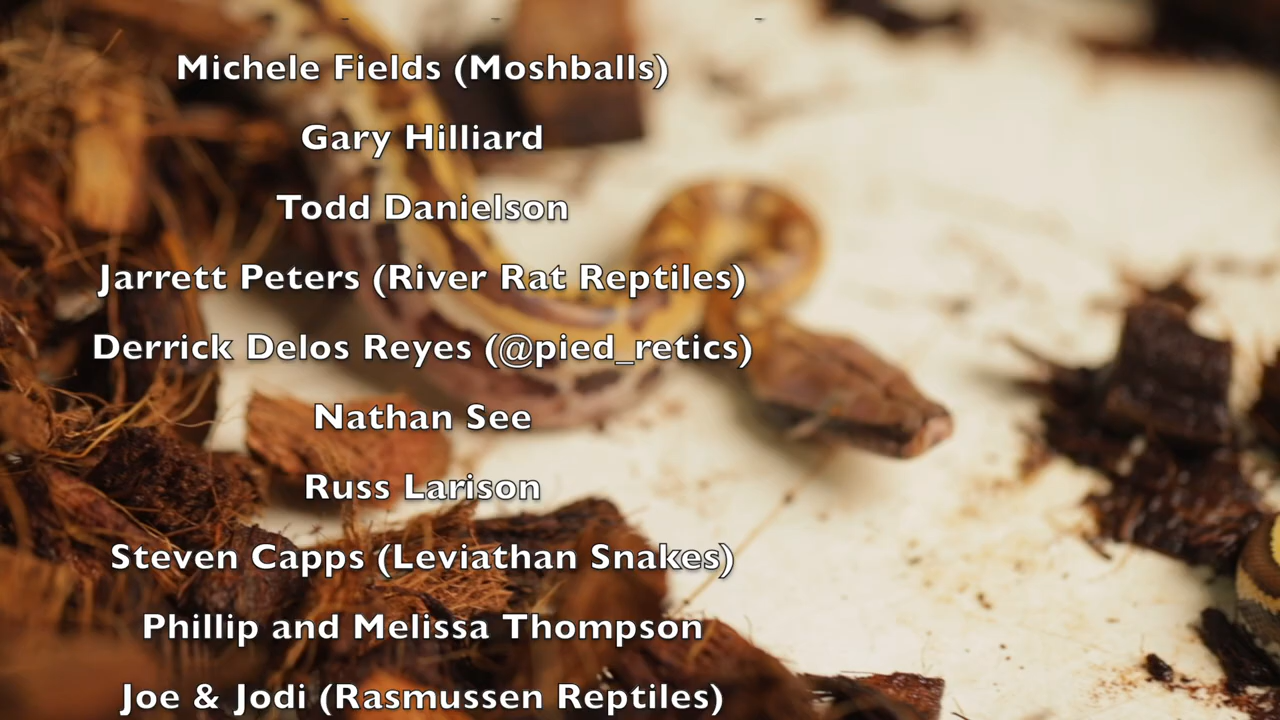 Michele Fields (Moshballs)
Gary Hilliard
Todd Danielson
Jarrett Peters (River Rat Reptiles)
Derrick Delos Reyes (@pied_retics)
Nathan See
Russ Larison
Steven Capps (Leviathan Snakes)
Phillip and Melissa Thompson
Joe & Jodi (Rasmussen Reptiles)